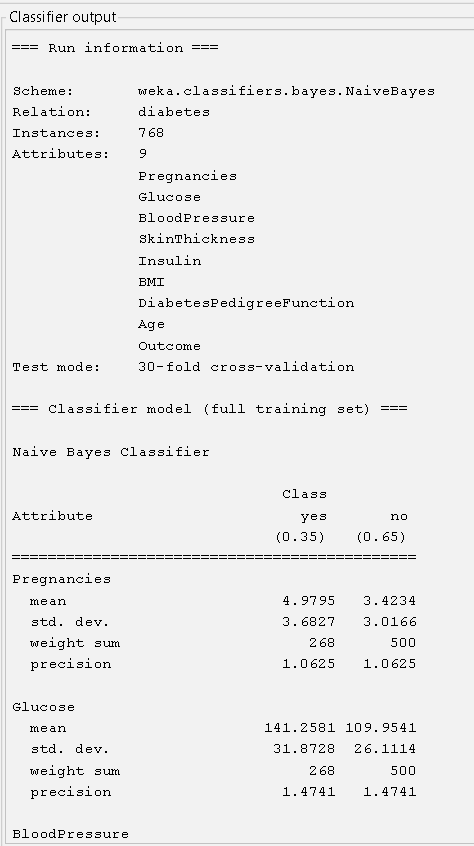 Classifier output
=== Run information ===
Scheme: weka.classifiers.bayes.NaiveBayes
Relation: diabetes
Instances: 768
Attributes: 9
Pregnancies
Glucose
BloodPressure
SkinThickness
Insulin
BMI
DiabetesPedigreeFunction
Age
Outcome
Test mode: 30-fold cross-validation
=== Classifier model (full training set) ===
Naive Bayes Classifier
Class
Attribute yes no
(0.35) (0.65)
=============================================
Pregnancies
mean 4.9795 3.4234
std. dev. 3.6827 3.0166
weight sum 268 500
precision 1.0625 1.0625
Glucose
mean 141.2581 109.9541
std. dev. 31.8728 26.1114
weight sum 268 500
precision 1.4741 1.4741
BloodPressure